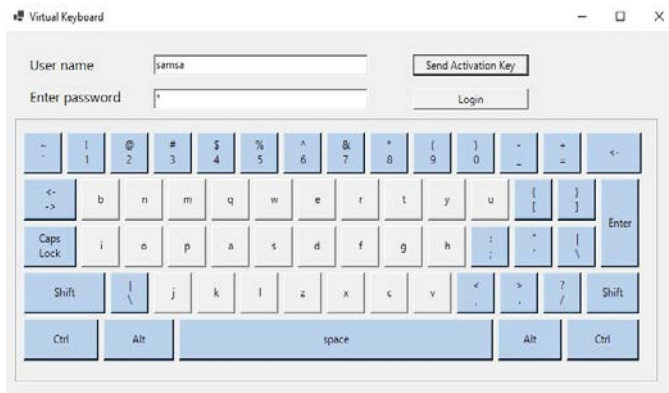 Virtual Keyboard
User name samsa Send Activation Key
Enter password * Login
~ ! @ # $ % ^ & * ( ) - + <-
` 1 2 3 4 5 6 7 8 9 0 _ =
<- b n m q w e r t y u { }
-> [ ]
Enter
Caps i o p a s d f g h : " |
Lock ; ' \
Shift | j k l z x c v < > ? Shift
\ , . /
Ctrl Alt space Alt Ctrl